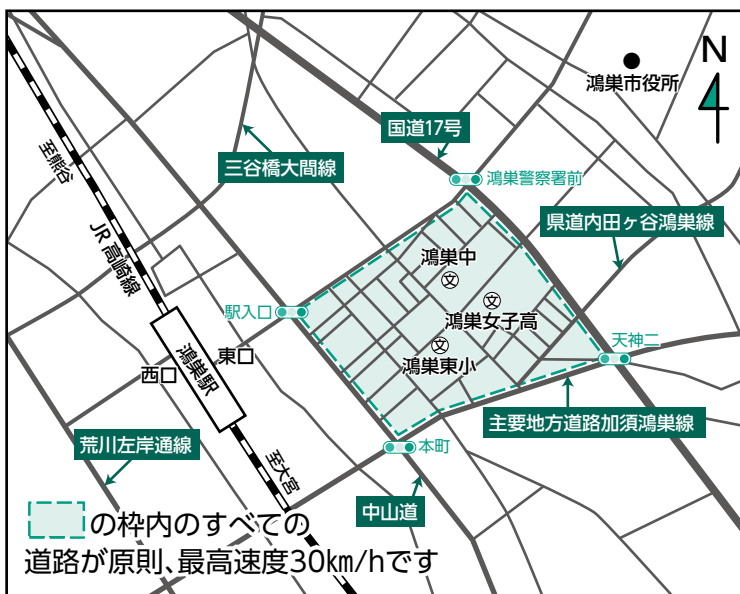 N
鴻巣市役所
国道17号
三谷橋大間線
鴻巣警察署前
至熊谷
県道内田ヶ谷鴻巣線
JR高崎線
鴻巣中
文
文
駅入口
鴻巣女子高
天神二
文
鴻巣東小
東口
鴻巣駅
西口
主要地方道路加須鴻巣線
荒川左岸通線
本町
至大宮
中山道
の枠内のすべての
道路が原則、最高速度30km/hです